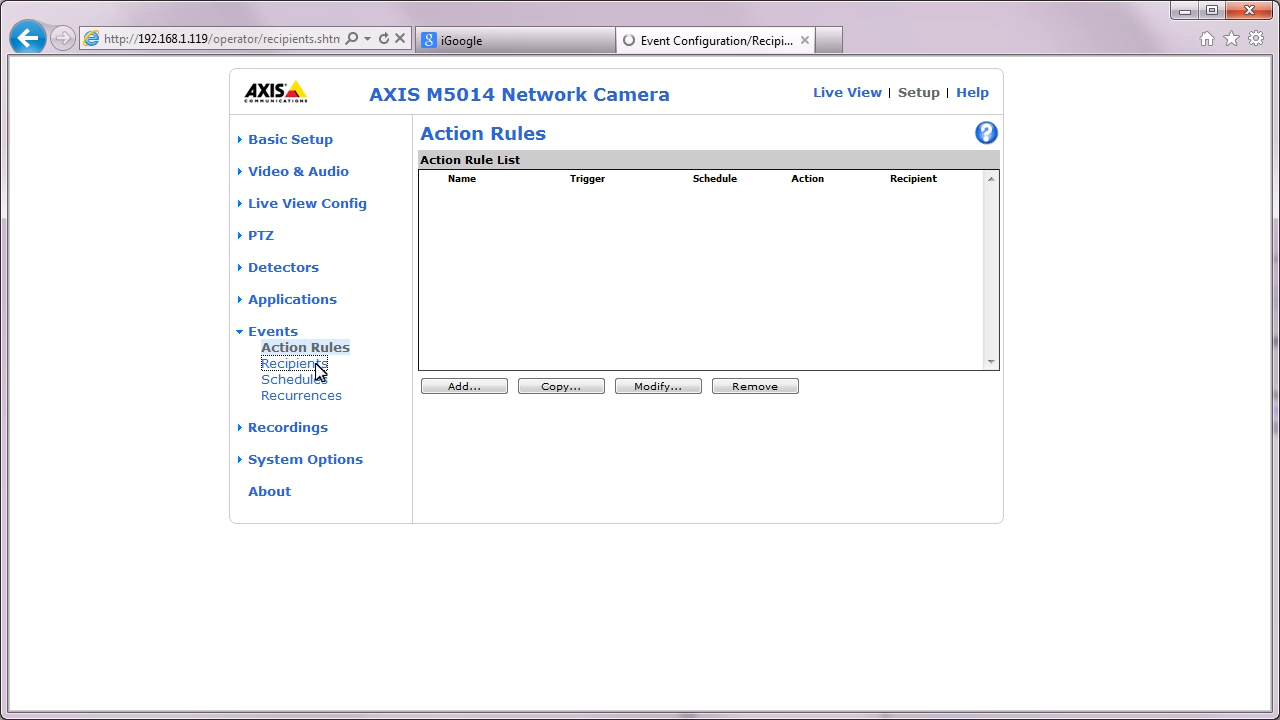 http://192.168.1.119/operator/recipients.shtn
iGoogle
Event Configuration/Recipi...
AXIS
COMMUNICATIONS
AXIS M5014 Network Camera
Live View | Setup | Help
Basic Setup
Video & Audio
Live View Config
PTZ
Detectors
Applications
Events
Action Rules
Recipients
Schedules
Recurrences
Recordings
System Options
About
Action Rules
Action Rule List
Name Trigger Schedule Action Recipient
Add... Copy... Modify... Remove